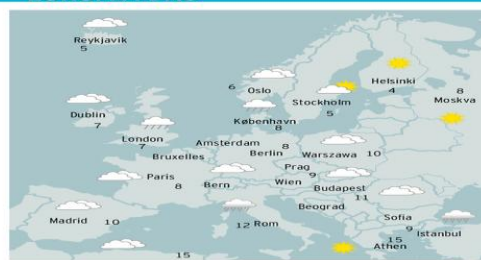 Reykjavik
5
Helsinki
4
6
Oslo
8
Moskva
Stockholm
5
Dublin
7
København
8
London
7
Amsterdam
8
Berlin
Warszawa
10
Bruxelles
Prag
9
Paris
8
Bern
Wien
Budapest
11
Beograd
Madrid
10
12
Rom
Sofia
9
Istanbul
15
Athen
15